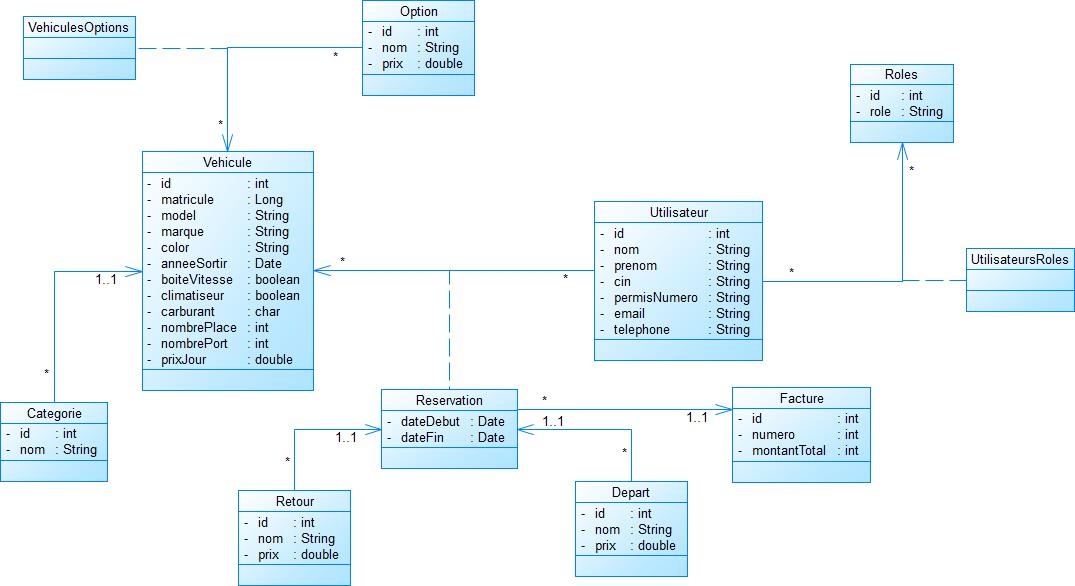 VehiculesOptions
Option
- id : int
- nom : String
- prix : double
*
*
Roles
- id : int
- role : String
*
Vehicule
- id : int
- matricule : Long
- model : String
- marque : String
- color : String
- anneeSortir : Date
- boiteVitesse : boolean
- climatiseur : boolean
- carburant : char
- nombrePlace : int
- nombrePort : int
- prixJour : double
Utilisateur
- id : int
- nom : String
- prenom : String
- cin : String
- permisNumero : String
- email : String
- telephone : String
*
*
*
UtilisateursRoles
1..1
*
Categorie
- id : int
- nom : String
Reservation
- dateDebut : Date
- dateFin : Date
*
1..1
Facture
- id : int
- numero : int
- montantTotal : int
1..1
*
1..1
*
Retour
- id : int
- nom : String
- prix : double
Depart
- id : int
- nom : String
- prix : double